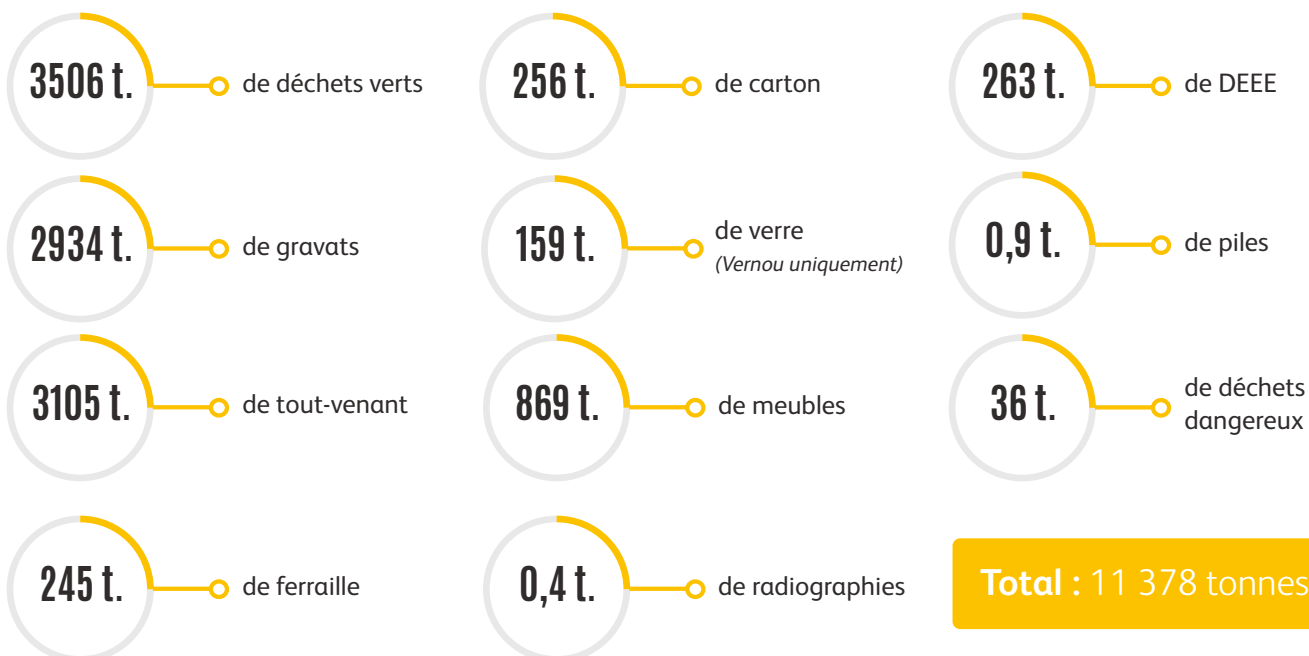 3506 t.
de déchets verts
256 t.
de carton
263 t.
de DEEE
2934 t.
de gravats
159 t.
de verre
(Vernou uniquement)
0,9 t.
de piles
3105 t.
de tout-venant
869 t.
de meubles
36 t.
de déchets
dangereux
245 t.
de ferraille
0,4 t.
de radiographies
Total : 11 378 tonnes